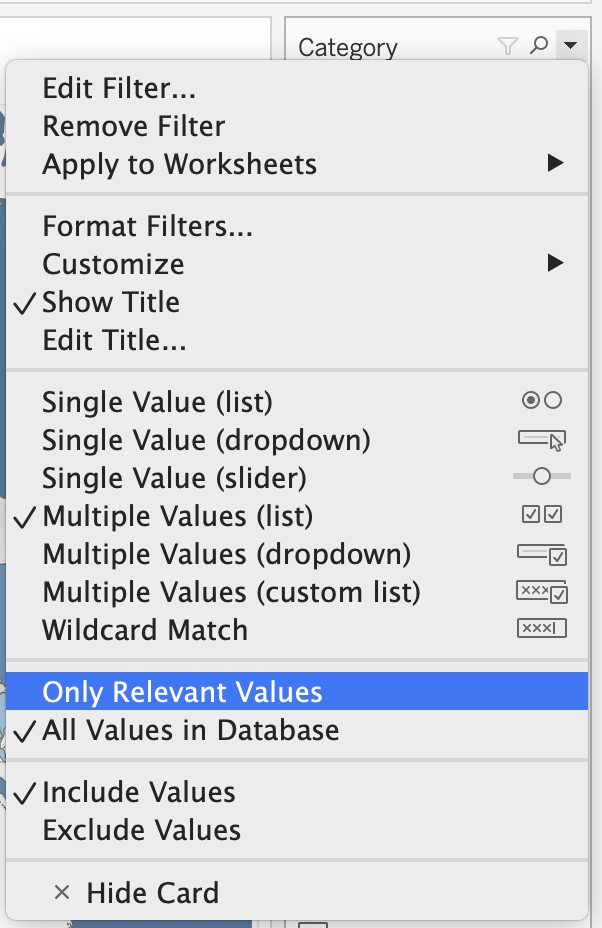 Category
Edit Filter...
Remove Filter
Apply to Worksheets
Format Filters...
Customize
Show Title
Edit Title...
Single Value (list)
Single Value (dropdown)
Single Value (slider)
Multiple Values (list)
Multiple Values (dropdown)
Multiple Values (custom list)
xxx
Wildcard Match
xxx
Only Relevant Values
All Values in Database
Include Values
Exclude Values
Hide Card